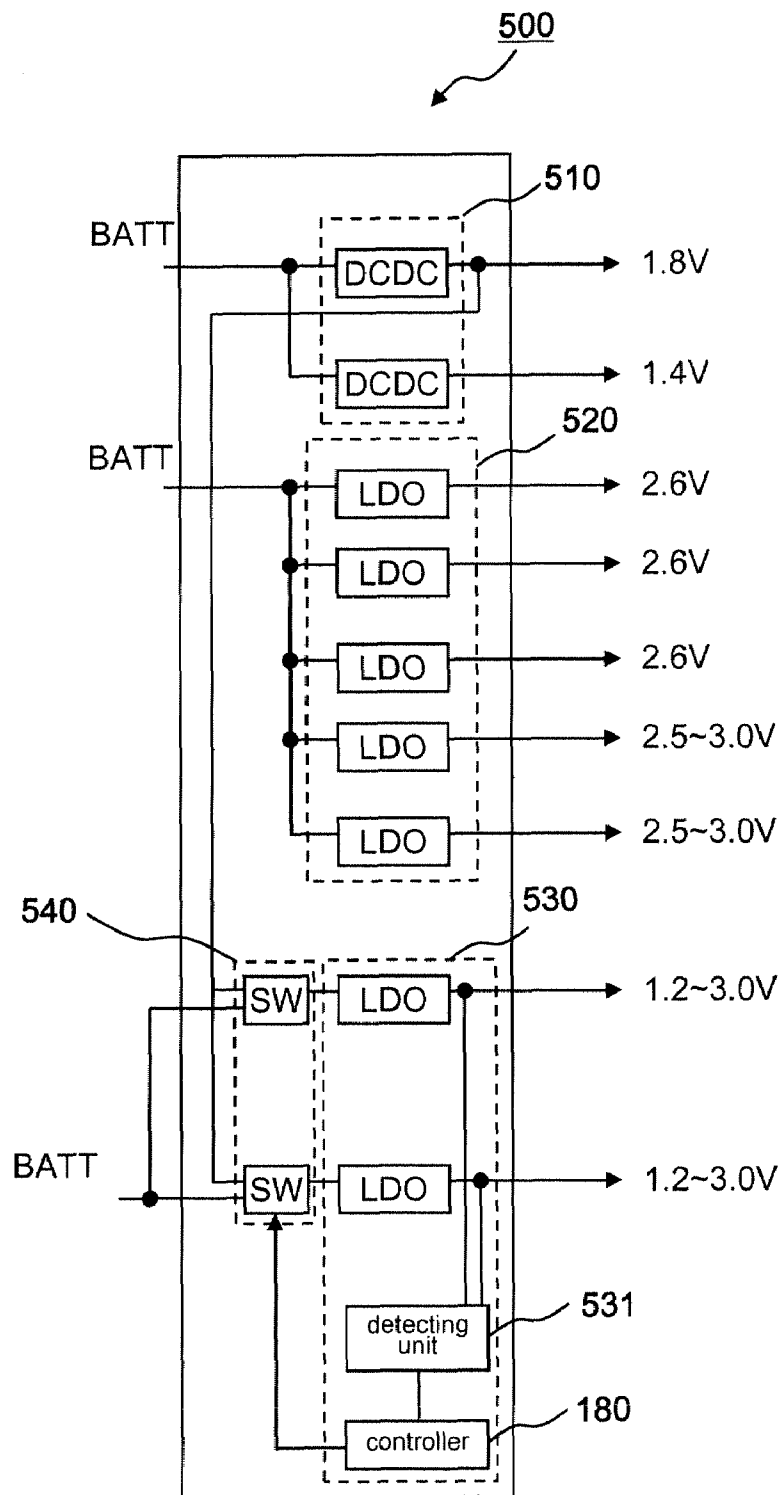 500
510
BATT
DCDC
1.8V
DCDC
1.4V
520
BATT
LDO
2.6V
LDO
2.6V
LDO
2.6V
LDO
2.5~3.0V
LDO
2.5~3.0V
540
530
SW
LDO
1.2~3.0V
BATT
SW
LDO
1.2~3.0V
detecting
unit
531
controller
180